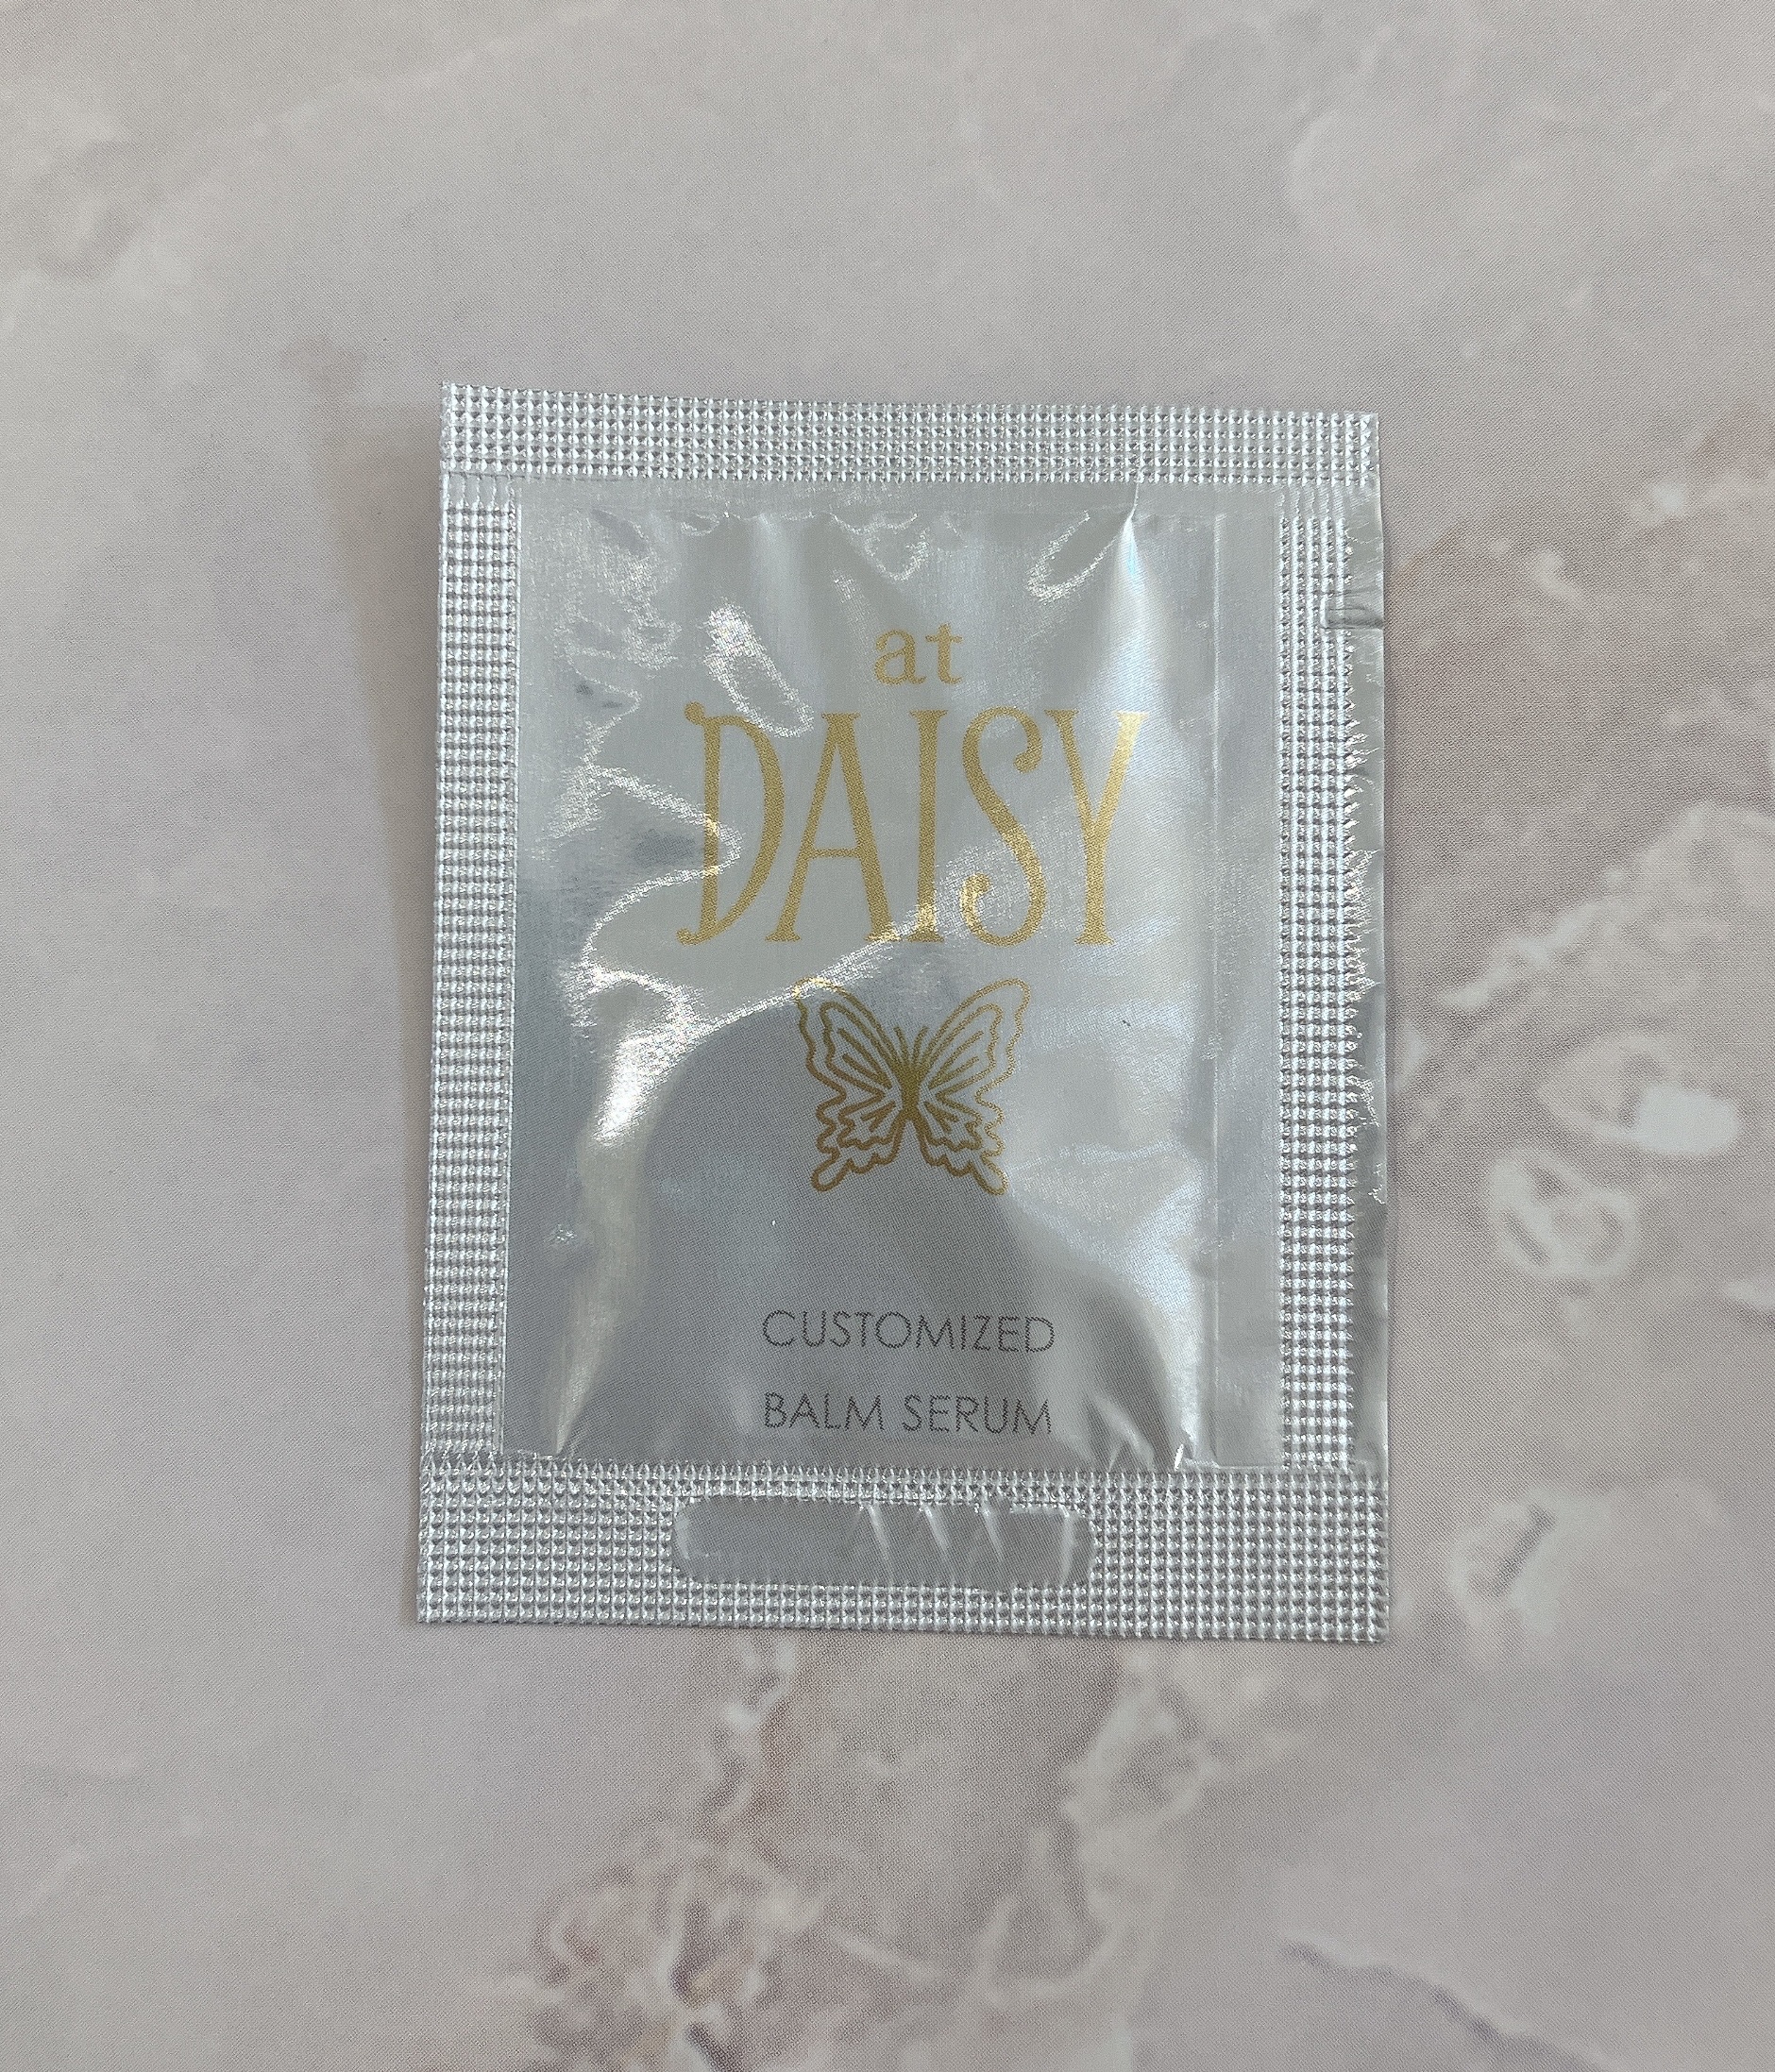 at
DAISY
CUSTOMIZED
BALM SERUM